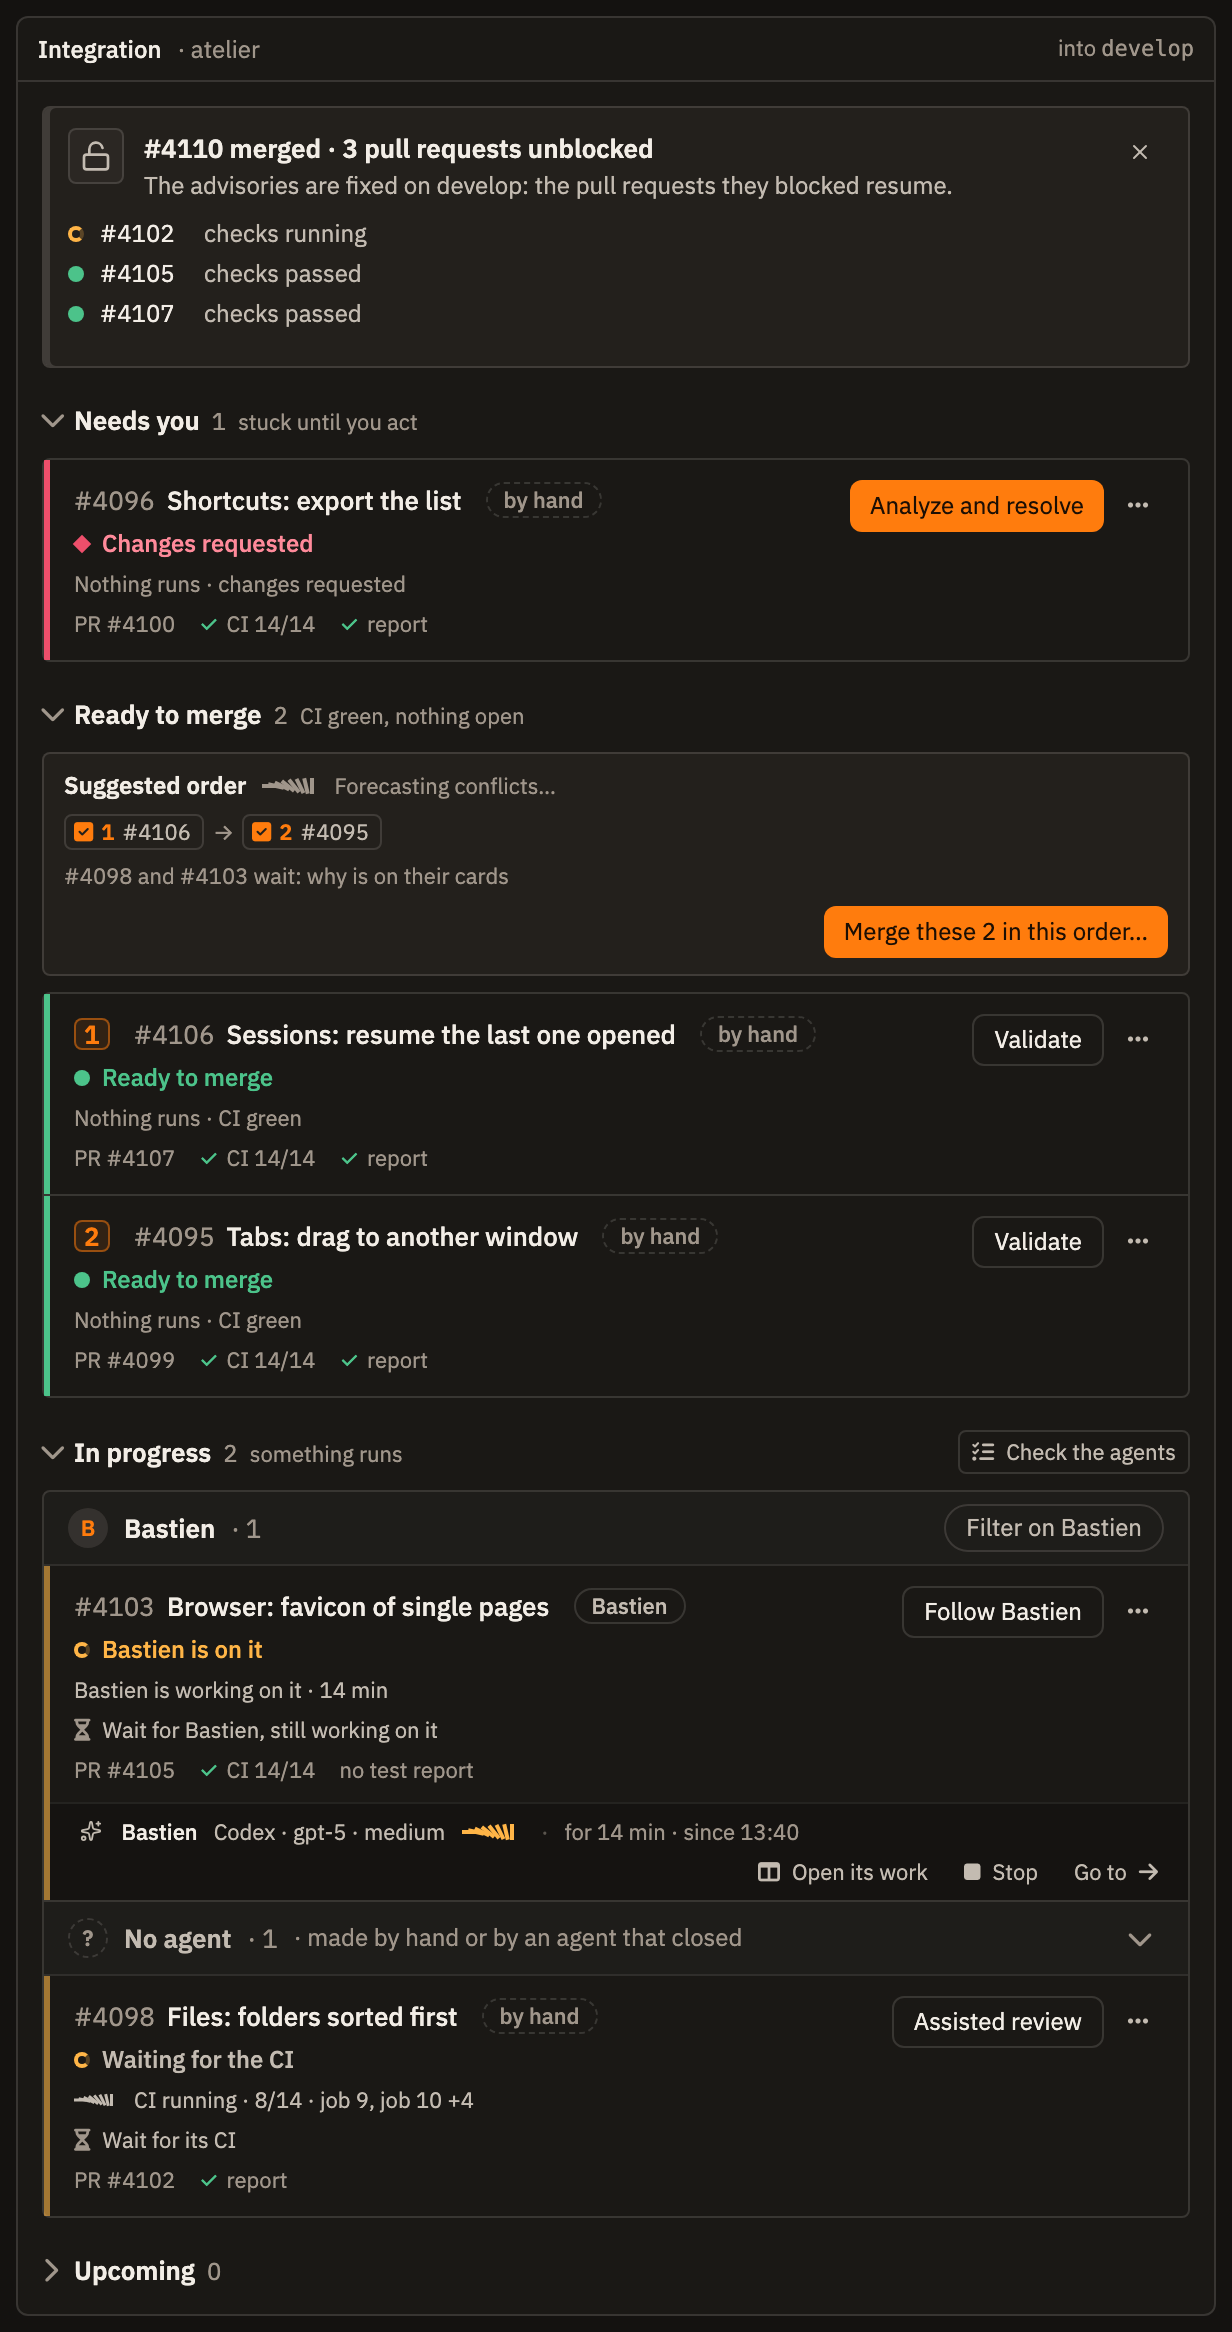 Integration · atelier
into develop
#4110 merged · 3 pull requests unblocked
The advisories are fixed on develop: the pull requests they blocked resume.
#4102 checks running
#4105 checks passed
#4107 checks passed
Needs you 1 stuck until you act
#4096 Shortcuts: export the list by hand
Analyze and resolve
Changes requested
Nothing runs · changes requested
PR #4100 CI 14/14 report
Ready to merge 2 CI green, nothing open
Suggested order Forecasting conflicts...
1 #4106 → 2 #4095
#4098 and #4103 wait: why is on their cards
Merge these 2 in this order...
1 #4106 Sessions: resume the last one opened by hand
Validate
Ready to merge
Nothing runs · CI green
PR #4107 CI 14/14 report
2 #4095 Tabs: drag to another window by hand
Validate
Ready to merge
Nothing runs · CI green
PR #4099 CI 14/14 report
In progress 2 something runs
Check the agents
B Bastien · 1
Filter on Bastien
#4103 Browser: favicon of single pages Bastien
Follow Bastien
Bastien is on it
Bastien is working on it · 14 min
Wait for Bastien, still working on it
PR #4105 CI 14/14 no test report
Bastien Codex · gpt-5 · medium · for 14 min · since 13:40
Open its work Stop Go to →
? No agent · 1 · made by hand or by an agent that closed
#4098 Files: folders sorted first by hand
Assisted review
Waiting for the CI
CI running · 8/14 · job 9, job 10 +4
Wait for its CI
PR #4102 report
Upcoming 0